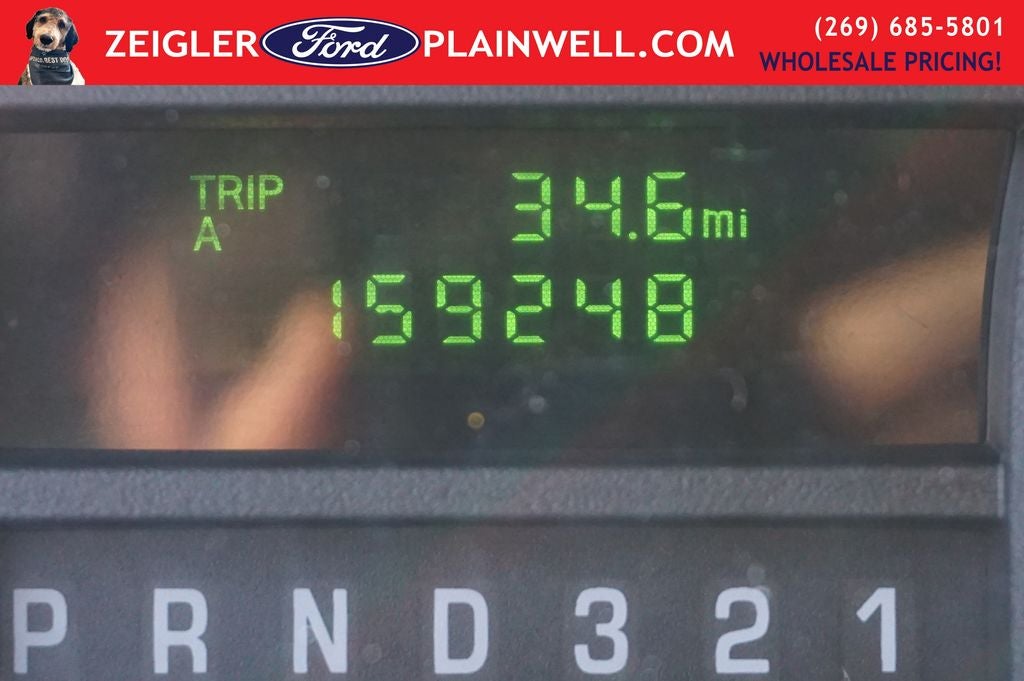 ZEIGLER Ford PLAINWELL.COM
(269) 685-5801
WHOLESALE PRICING!
TRIP 34.6 mi
A
159248
P R N D 3 2 1